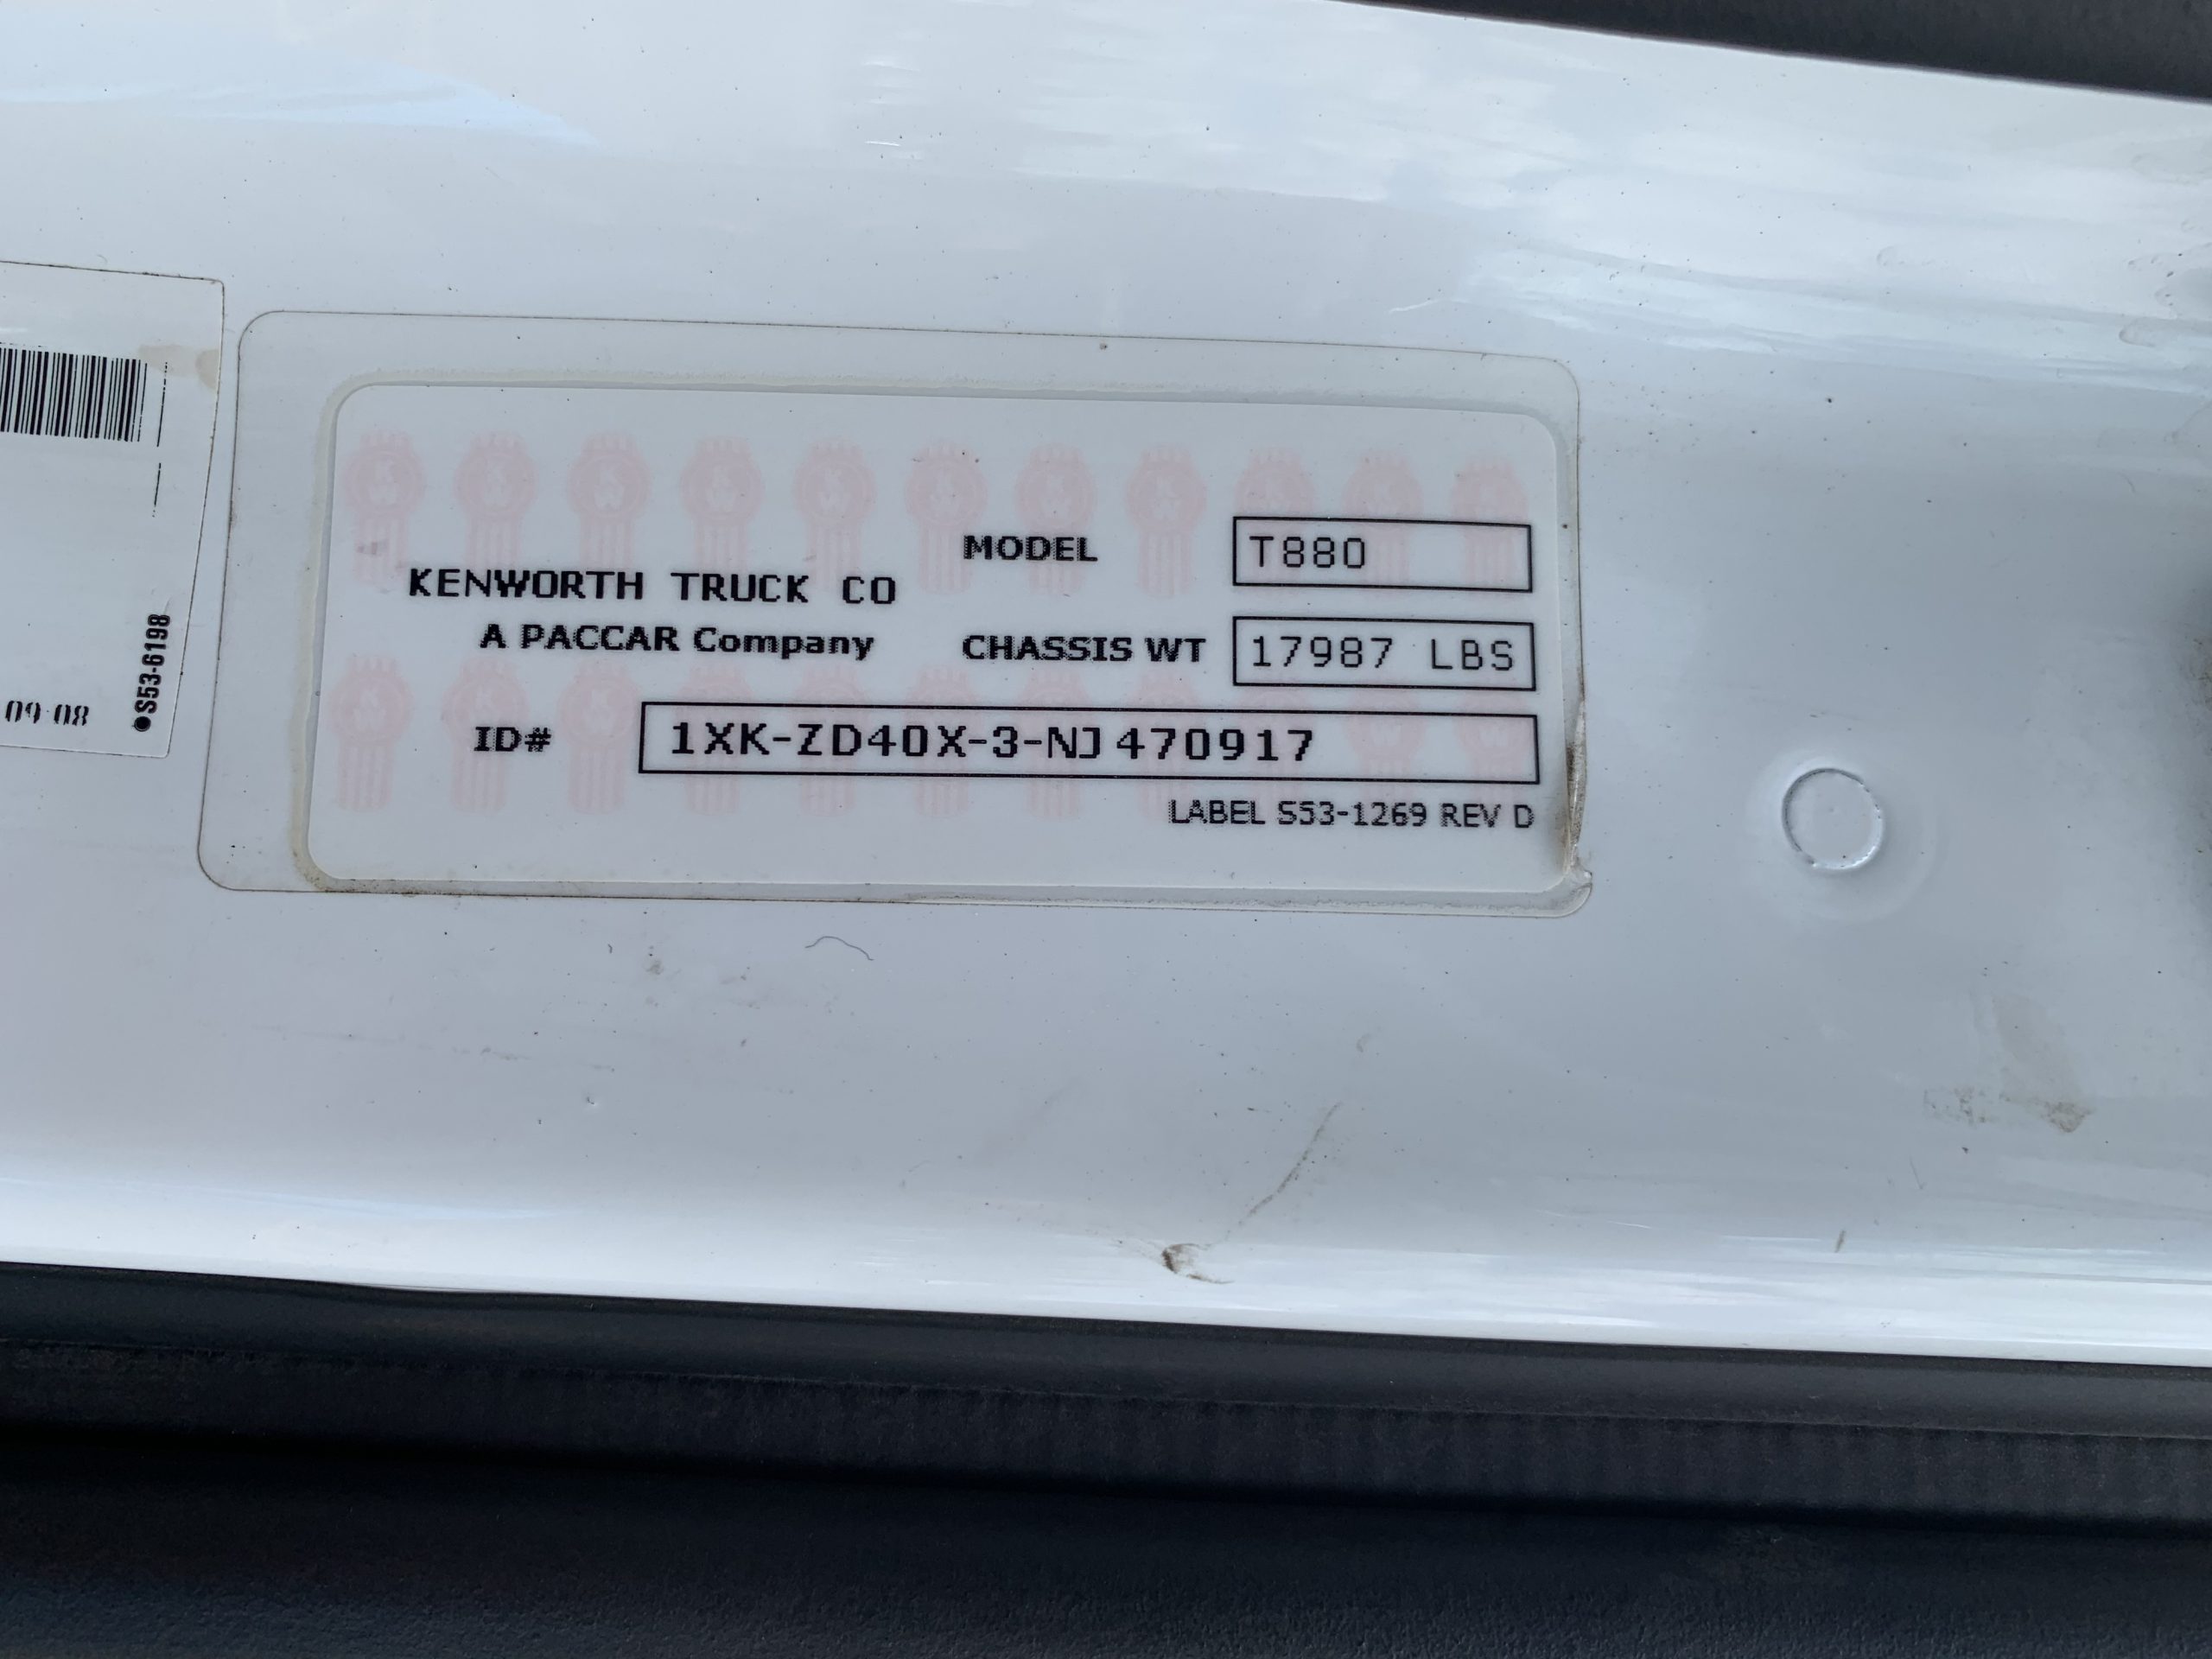 KENWORTH TRUCK CO
A PACCAR Company
MODEL T880
CHASSIS WT 17987 LBS
ID# 1XK-ZD40X-3-NJ470917
LABEL S53-1269 REV D
●S53-6198
09-08